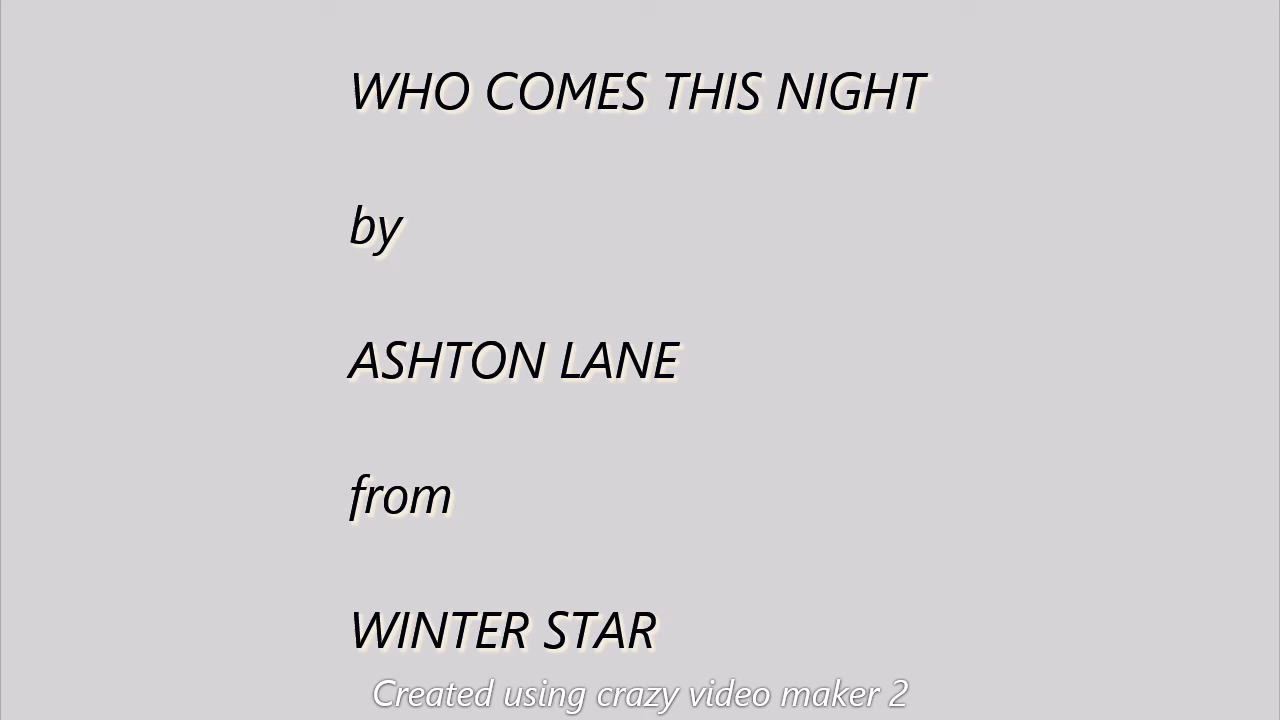 WHO COMES THIS NIGHT
by
ASHTON LANE
from
WINTER STAR
Created using crazy video maker 2